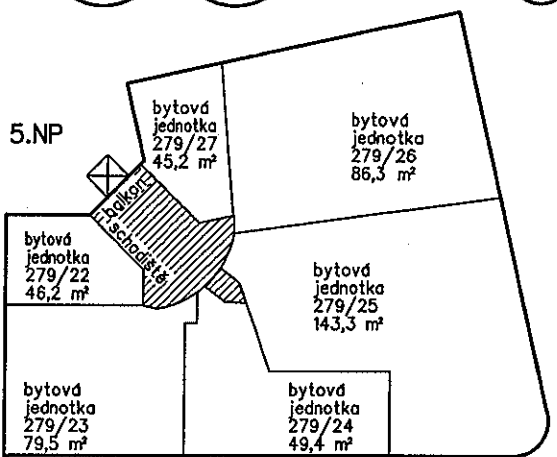 5.NP
bytová
jednotka
279/27
45,2 m²
bytová
jednotka
279/26
86,3 m²
balkon
schodiště
bytová
jednotka
279/22
46,2 m²
bytová
jednotka
279/25
143,3 m²
bytová
jednotka
279/23
79,5 m²
bytová
jednotka
279/24
49,4 m²